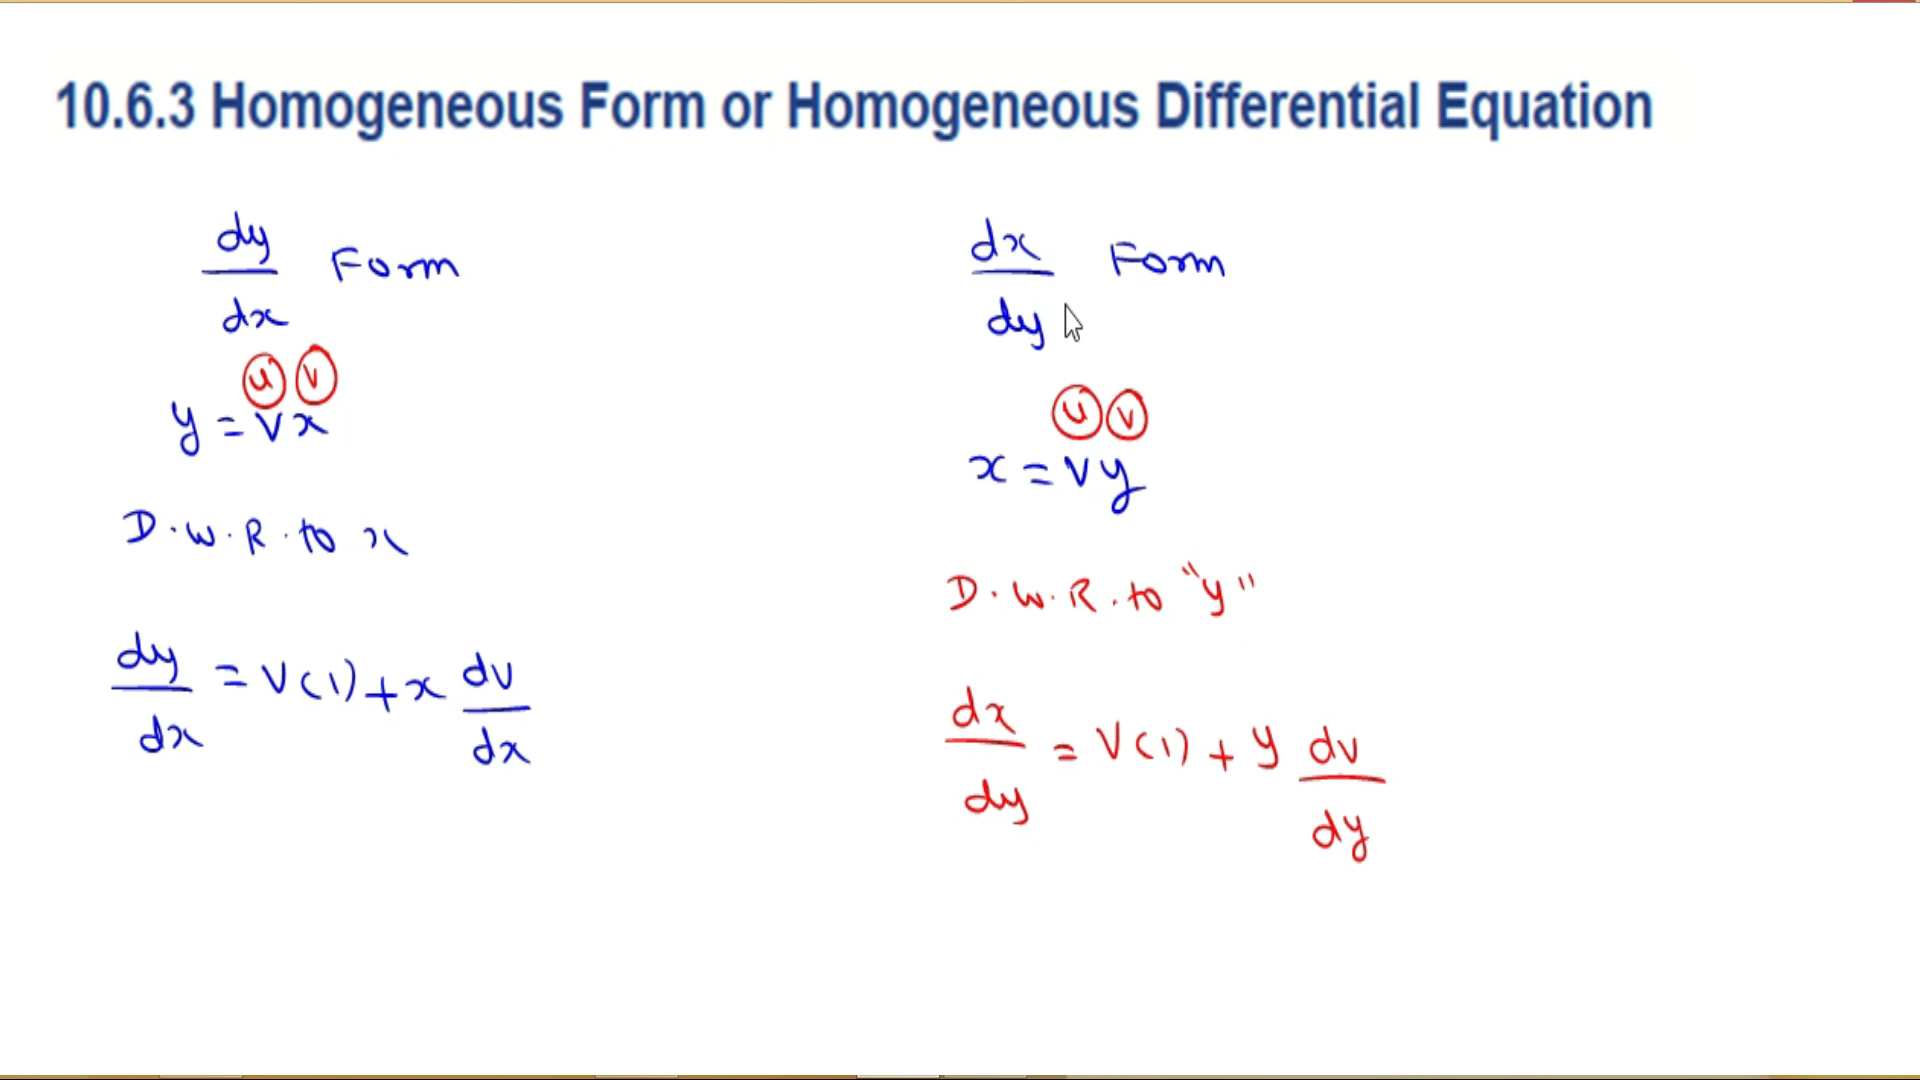 10.6.3 Homogeneous Form or Homogeneous Differential Equation
dy/dx Form
u v
y = vx
D.W.R.to x
dy/dx = v(1) + x dv/dx
dx/dy Form
u v
x = vy
D.W.R.to "y"
dx/dy = v(1) + y dv/dy